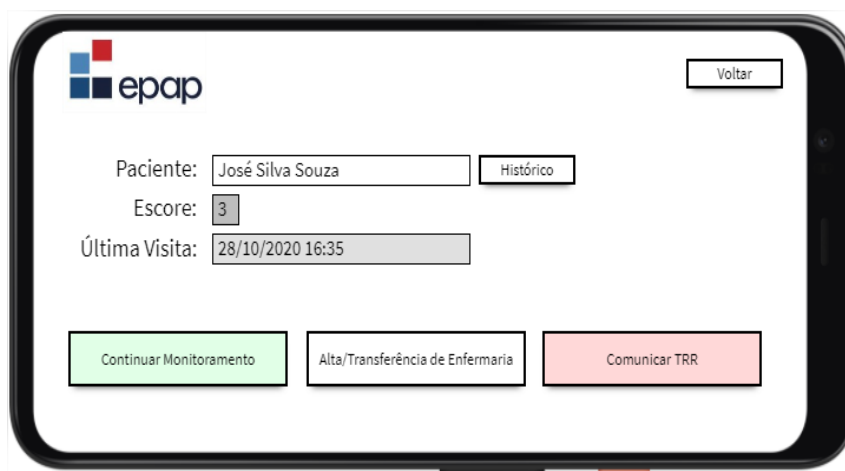 epap
Voltar
Paciente: José Silva Souza Histórico
Escore: 3
Última Visita: 28/10/2020 16:35
Continuar Monitoramento Alta/Transferência de Enfermaria Comunicar TRR